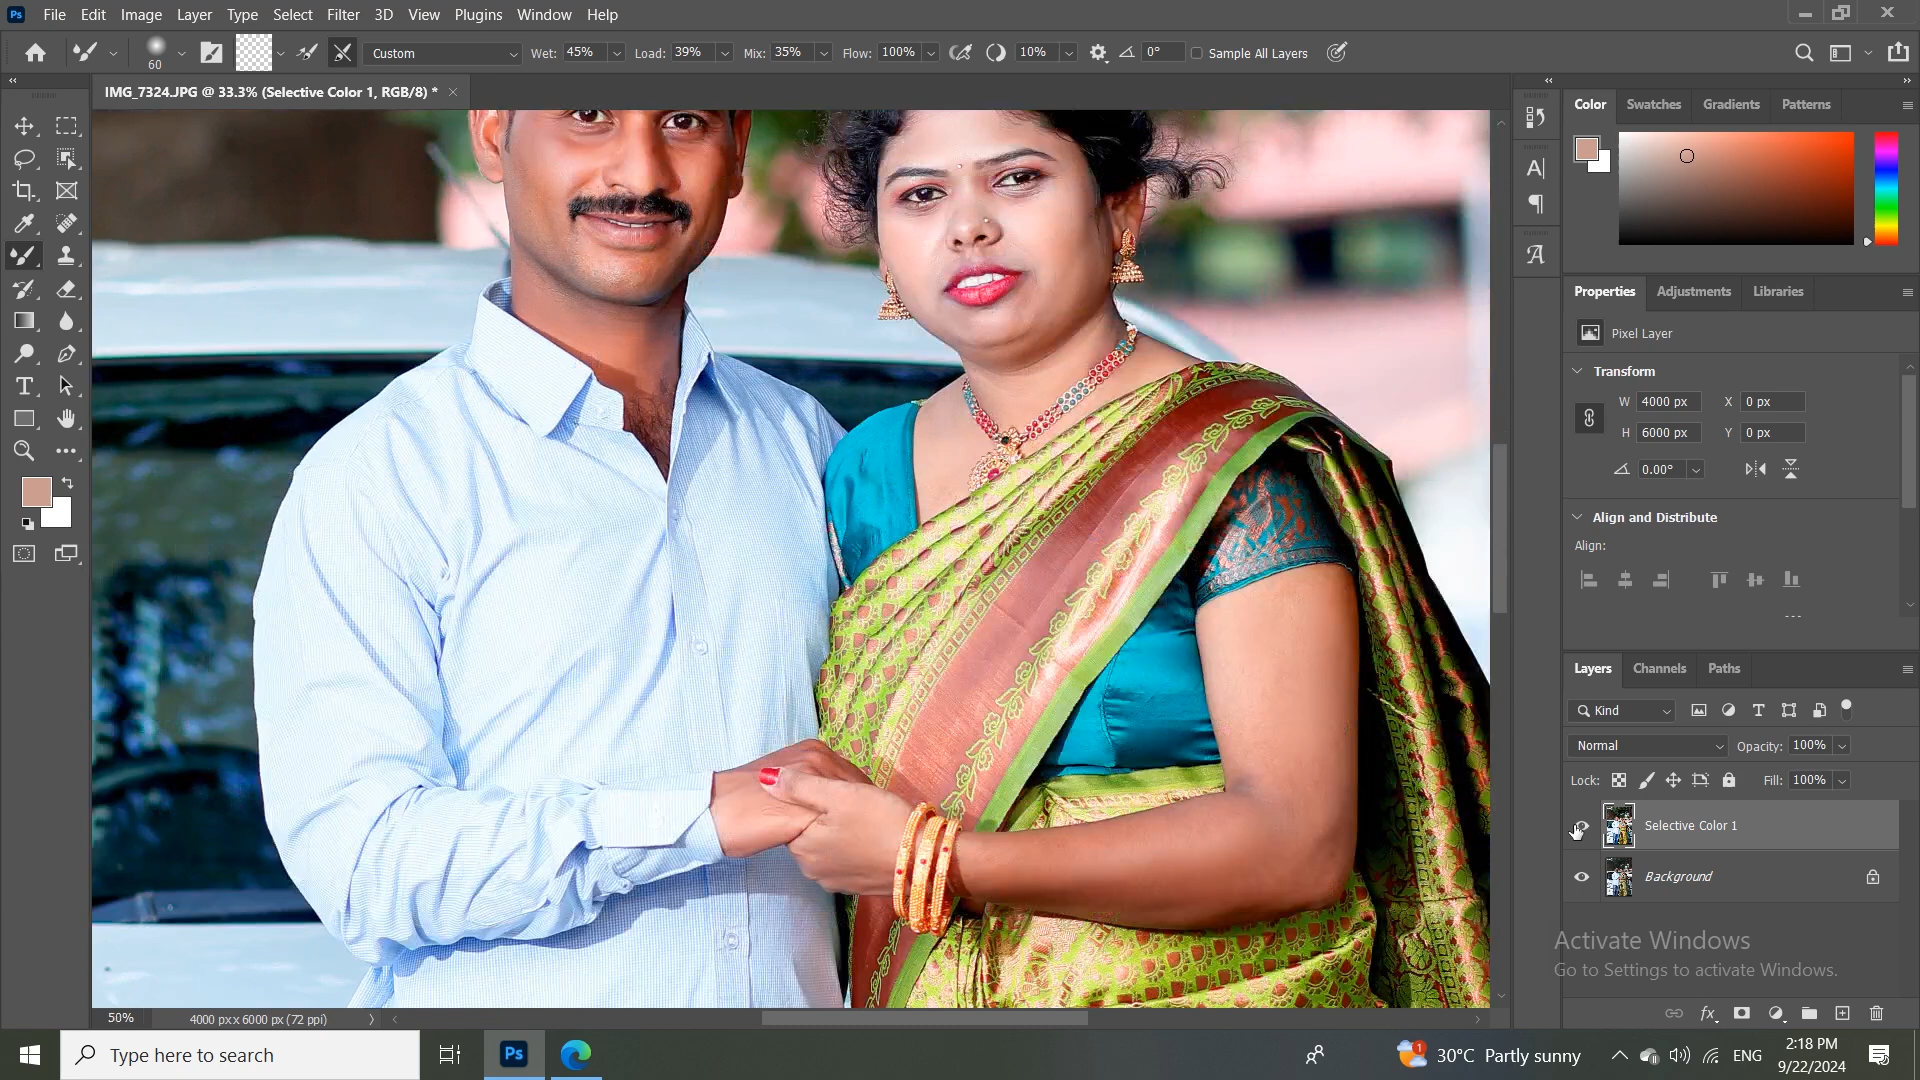 Ps File Edit Image Layer Type Select Filter 3D View Plugins Window Help
60 Custom Wet: 45% Load: 39% Mix: 35% Flow: 100% 10% 0° Sample All Layers
IMG_7324.JPG @ 33.3% (Selective Color 1, RGB/8) *
Color Swatches Gradients Patterns
Properties Adjustments Libraries
Pixel Layer
Transform
W 4000 px X 0 px
H 6000 px Y 0 px
0.00°
Align and Distribute
Align:
Layers Channels Paths
Kind
Normal Opacity: 100%
Lock: Fill: 100%
Selective Color 1
Background
Activate Windows
Go to Settings to activate Windows.
50% 4000 px x 6000 px (72 ppi)
Type here to search Ps 1 30°C Partly sunny ENG 2:18 PM
9/22/2024